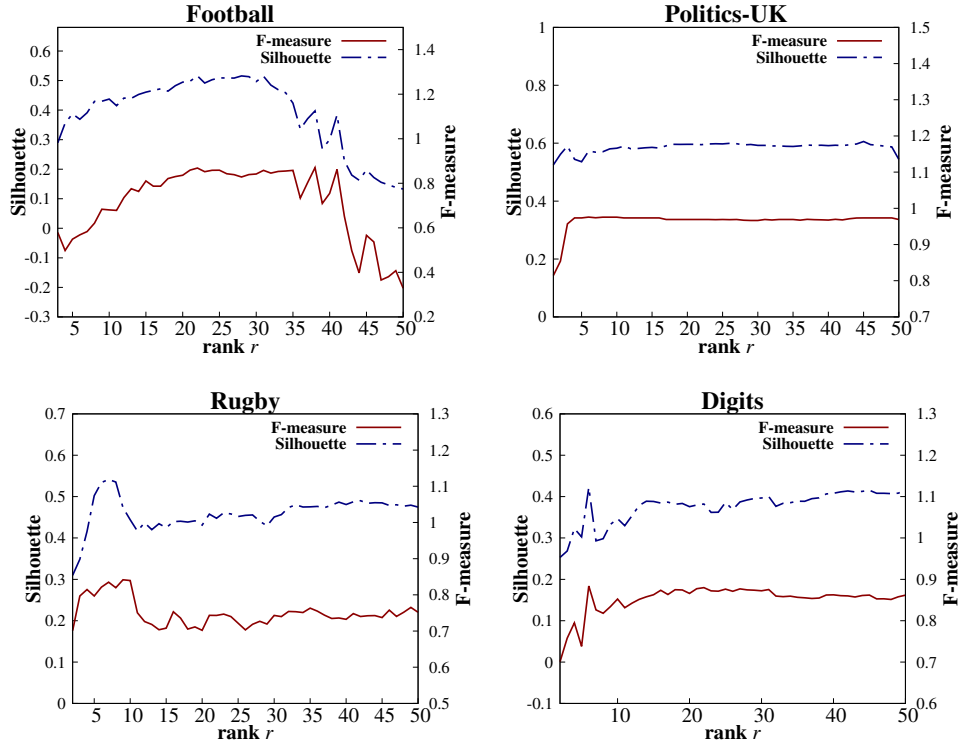 Football
F-measure
Silhouette
Silhouette
F-measure
0.6
0.5
0.4
0.3
0.2
0.1
0
-0.1
-0.2
-0.3
1.4
1.2
1
0.8
0.6
0.4
0.2
5 10 15 20 25 30 35 40 45 50
rank r
Politics-UK
F-measure
Silhouette
Silhouette
F-measure
1
0.8
0.6
0.4
0.2
0
1.5
1.4
1.3
1.2
1.1
1
0.9
0.8
0.7
5 10 15 20 25 30 35 40 45 50
rank r
Rugby
F-measure
Silhouette
Silhouette
F-measure
0.7
0.6
0.5
0.4
0.3
0.2
0.1
0
1.3
1.2
1.1
1
0.9
0.8
0.7
0.6
0.5
5 10 15 20 25 30 35 40 45 50
rank r
Digits
F-measure
Silhouette
Silhouette
F-measure
0.6
0.5
0.4
0.3
0.2
0.1
0
-0.1
1.3
1.2
1.1
1
0.9
0.8
0.7
0.6
10 20 30 40 50
rank r